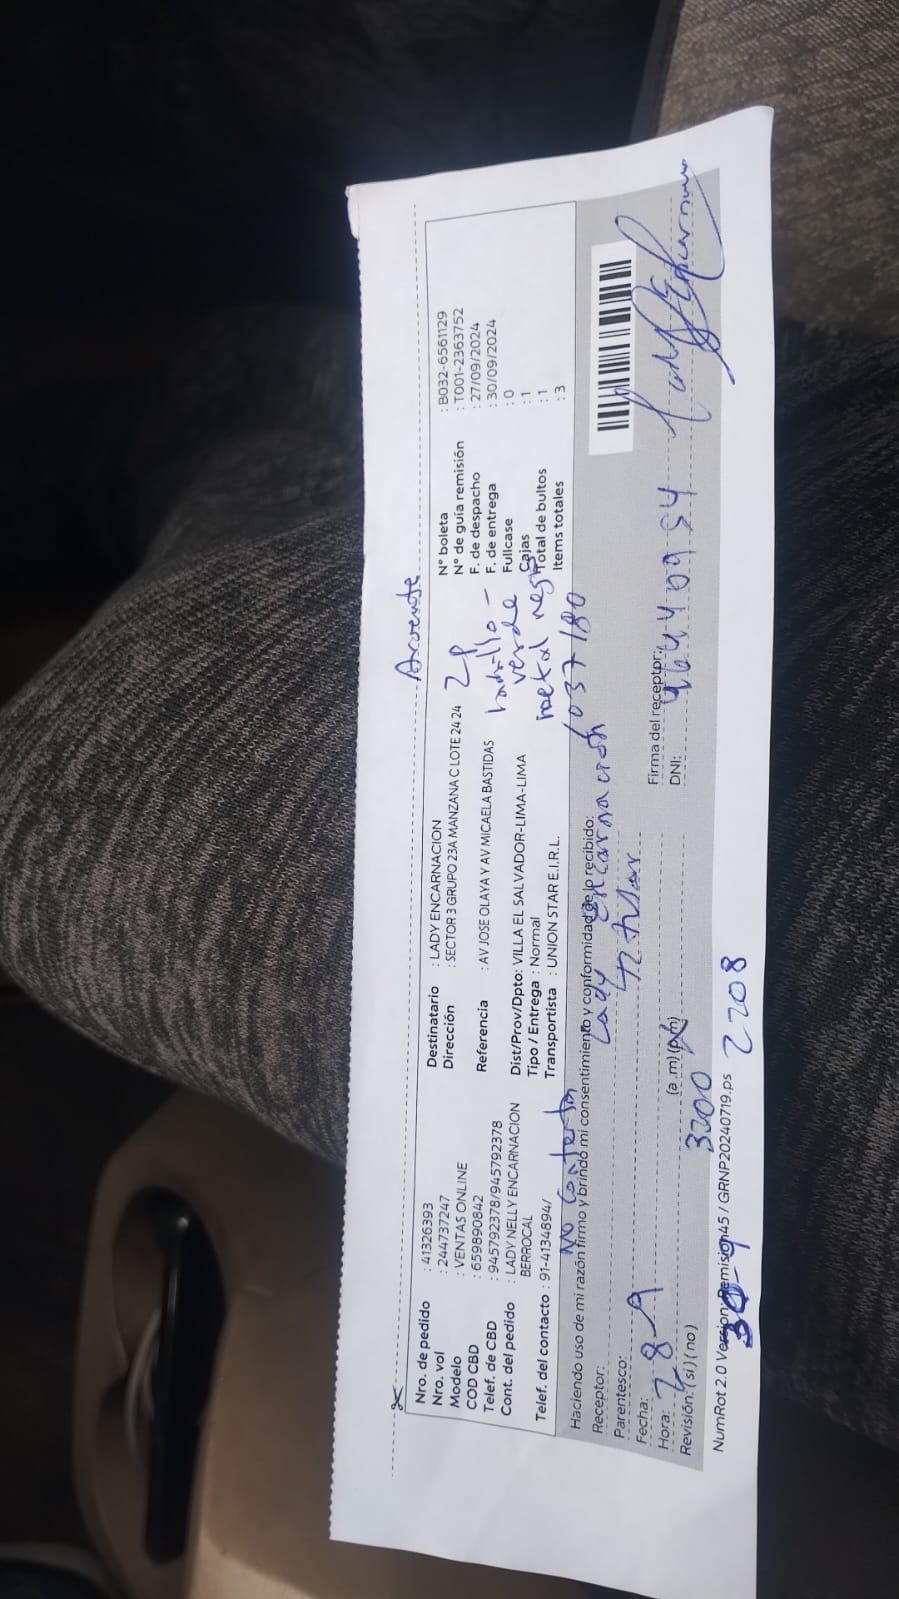 Ausente
Nro. de pedido : 41326393
Nro. vol : 244737247
Modelo : VENTAS ONLINE
COD CBD : 659890842
Telef. de CBD : 945792378/945792378
Cont. del pedido : LADY NELLY ENCARNACION
BERROCAL
Telef. del contacto : 91-4134894/
No contesta
Destinatario : LADY ENCARNACION
Dirección : SECTOR 3 GRUPO 23A MANZANA C LOTE 24 24
Referencia : AV JOSE OLAYA Y AV MICAELA BASTIDAS
Dist/Prov/Dpto: VILLA EL SALVADOR-LIMA-LIMA
Tipo / Entrega : Normal
Transportista : UNION STAR E.I.R.L.
2P
ladrillo -
verde
metal negro
1037180
N° boleta : B032-6561129
N° de guía remisión : T001-2363752
F. de despacho : 27/09/2024
F. de entrega : 30/09/2024
Fullcase : 0
Cajas : 1
Total de bultos : 1
Items totales : 3
Haciendo uso de mi razón firmo y brindo mi consentimiento y conformidad de lo recibido:
Receptor: Lady Encarnación
Parentesco: Titular
Fecha: 28-9
Hora: (a .m) (p.m)
Revisión: ( si ) ( no )
3200
Firma del receptor:
DNI: 46440954
NumRot 2.0 Version: Remision45 / GRNP20240719.ps 2208
30-9